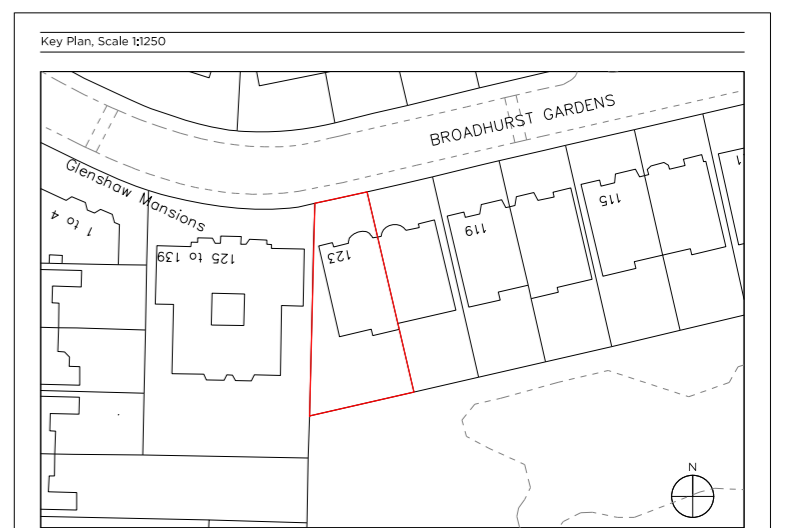 Key Plan, Scale 1:1250
BROADHURST GARDENS
Glenshaw Mansions
1 to 4
125 to 139
123
119
115
N